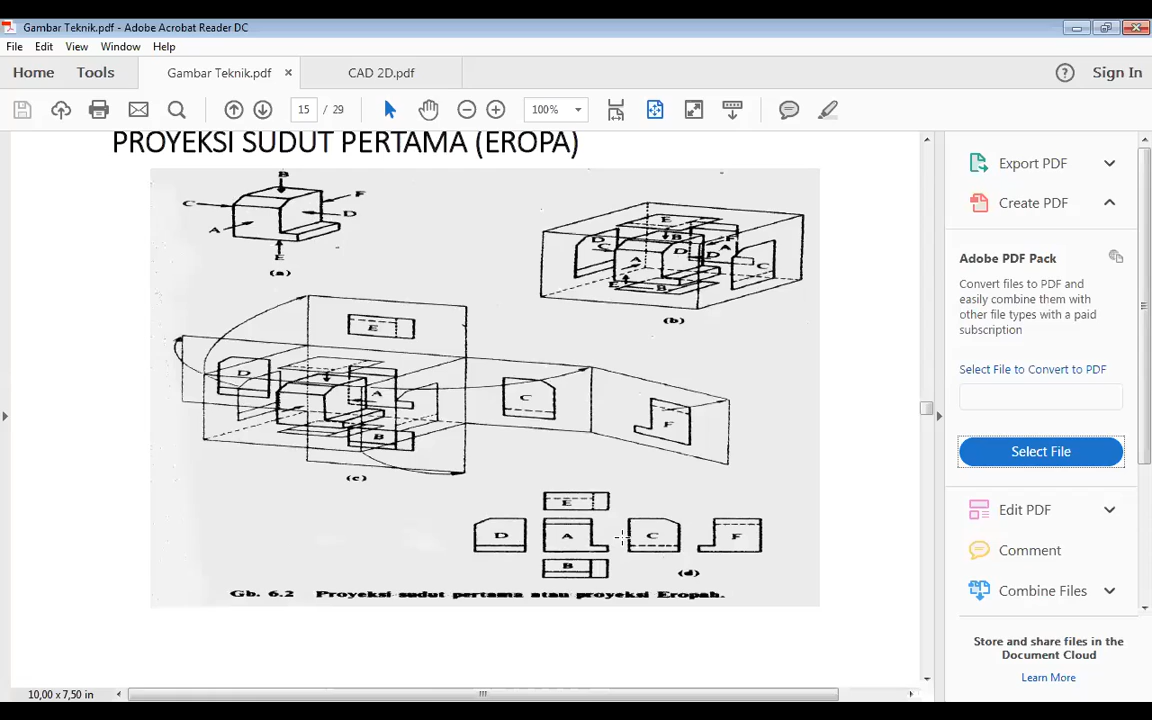 Gambar Teknik.pdf - Adobe Acrobat Reader DC
File Edit View Window Help
Home Tools Gambar Teknik.pdf × CAD 2D.pdf Sign In
15 / 29 100%
PROYEKSI SUDUT PERTAMA (EROPA)
B
F
C
D
A
E
(a)
E
B
F
D
C
A
D
D
A
C
E
B
(b)
E
D
A
C
B
F
(c)
E
D A C F
B
(d)
Gb. 6.2 Proyeksi sudut pertama atau proyeksi Eropah.
10,00 x 7,50 in
Export PDF
Create PDF
Adobe PDF Pack
Convert files to PDF and
easily combine them with
other file types with a paid
subscription
Select File to Convert to PDF
Select File
Edit PDF
Comment
Combine Files
Store and share files in the
Document Cloud
Learn More